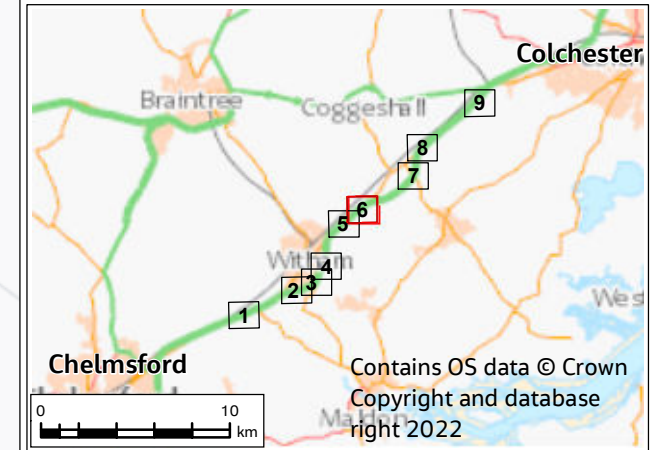 Colchester
Braintree
Coggeshall
9
8
7
6
5
Witham
4
3
2
1
Chelmsford
Contains OS data © Crown
Copyright and database
right 2022
Maldon
0 10
km